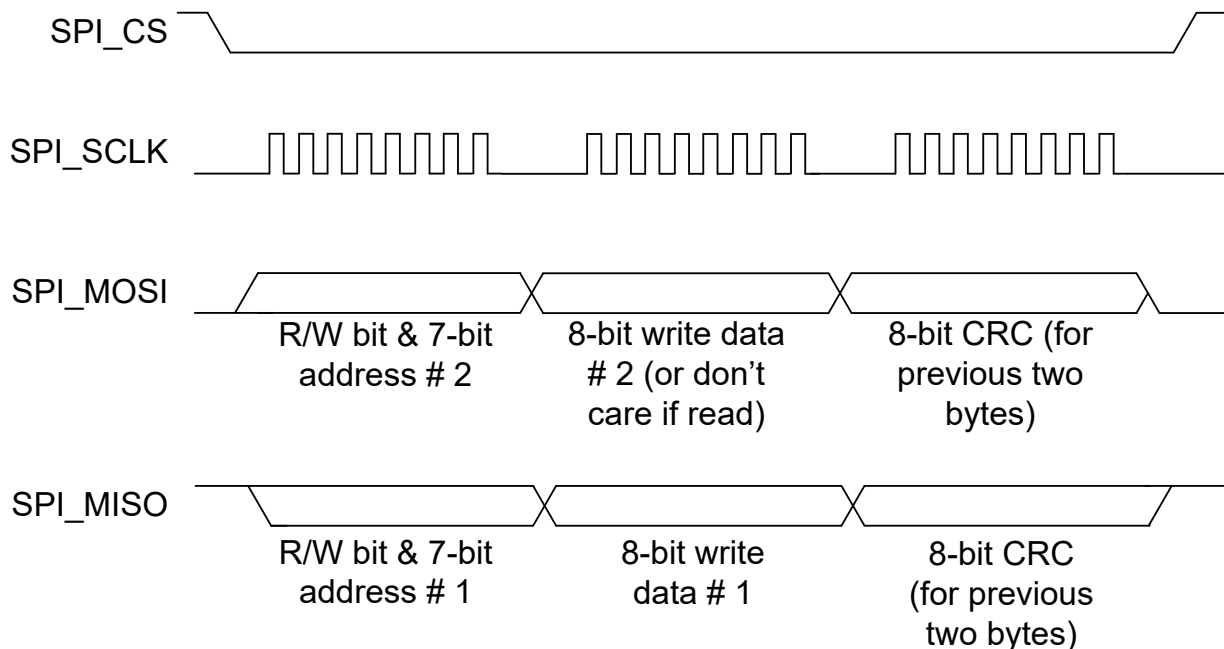 SPI_CS
SPI_SCLK
SPI_MOSI
R/W bit & 7-bit
address # 2
8-bit write data
# 2 (or don’t
care if read)
8-bit CRC (for
previous two
bytes)
SPI_MISO
R/W bit & 7-bit
address # 1
8-bit write
data # 1
8-bit CRC
(for previous
two bytes)